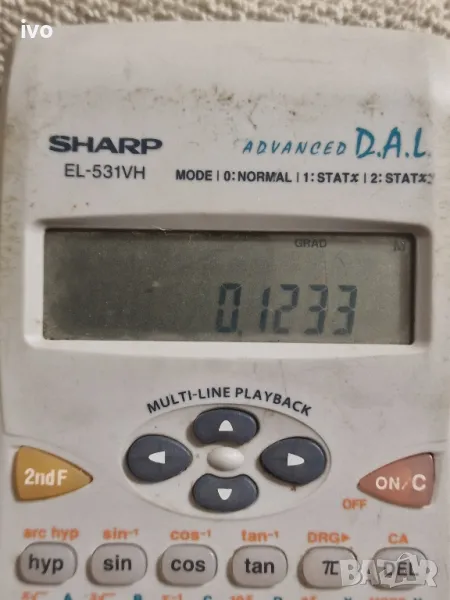 ivo
SHARP
EL-531VH
ADVANCED D.A.L.
MODE | 0: NORMAL | 1: STATx | 2: STATx
GRAD
M
0.1233
MULTI-LINE PLAYBACK
2ndF
ON/C
OFF
arc hyp sin⁻¹ cos⁻¹ tan⁻¹ DRG▸ CA
hyp sin cos tan π DEL
BAZAR